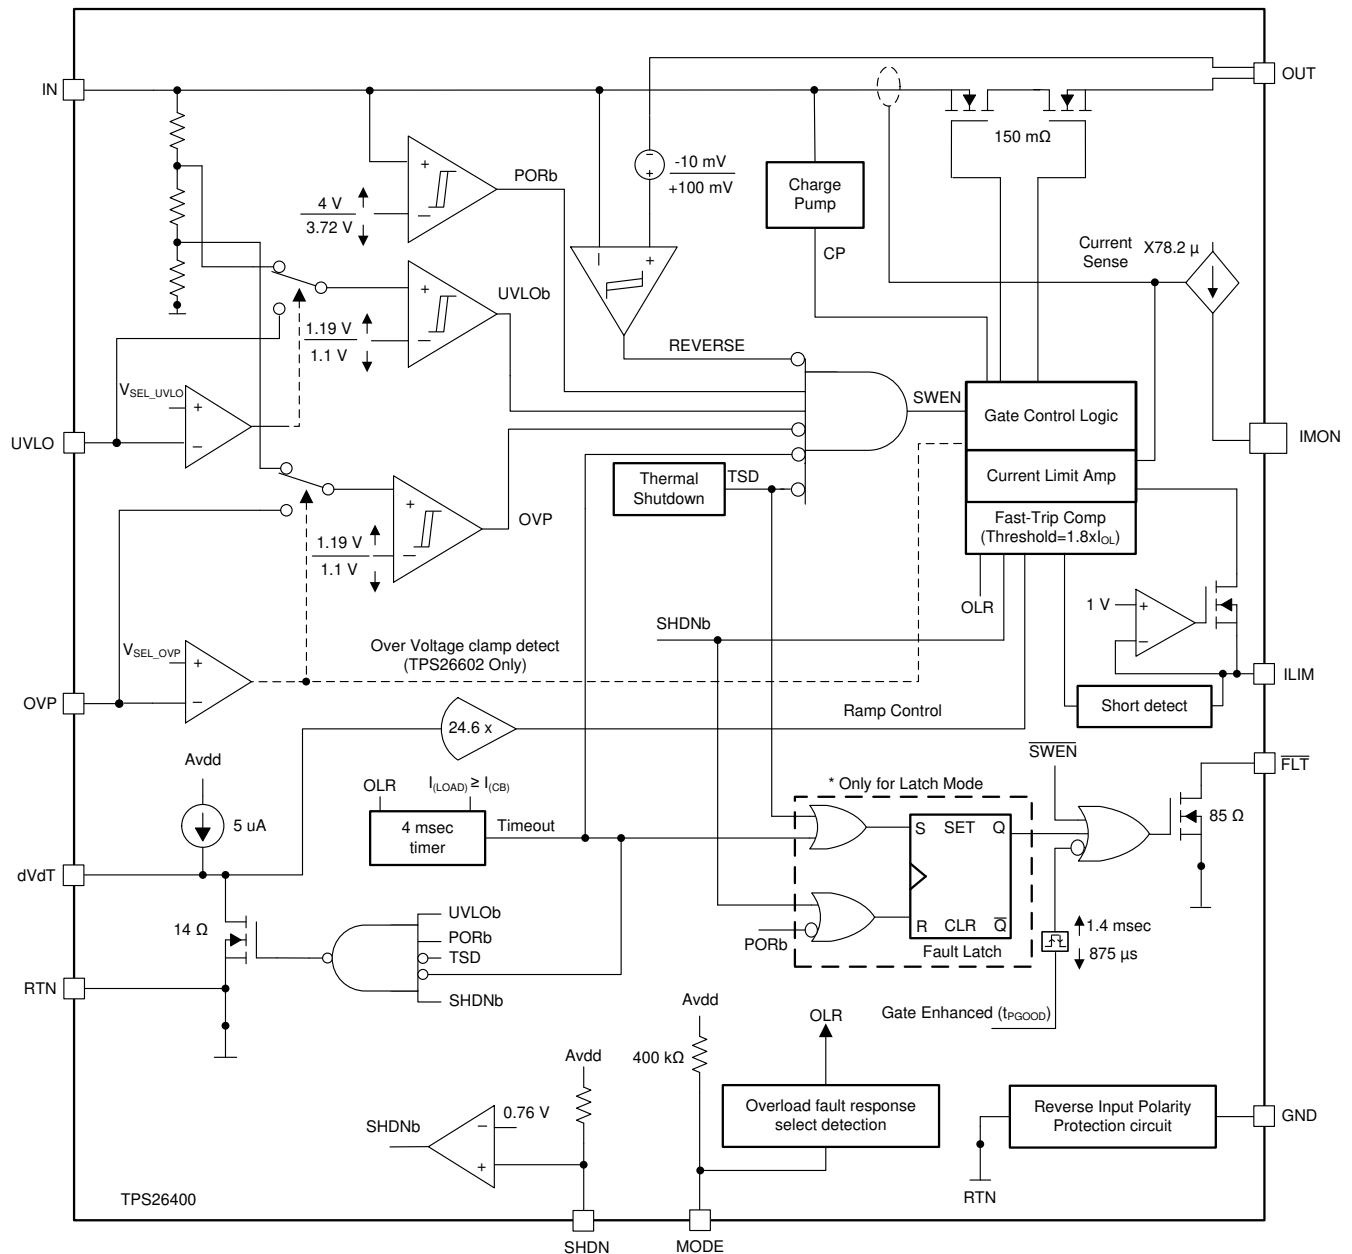 OUT
IN
150 mΩ
PORb
-10 mV
+100 mV
Charge
Pump
4 V
3.72 V
CP
Current
Sense
X78.2 µ
UVLOb
1.19 V
1.1 V
REVERSE
VSEL_UVLO
SWEN
Gate Control Logic
UVLO
IMON
Thermal
Shutdown
TSD
Current Limit Amp
OVP
Fast-Trip Comp
(Threshold=1.8xIOL)
1.19 V
1.1 V
OLR
1 V
SHDNb
VSEL_OVP
Over Voltage clamp detect
(TPS26602 Only)
ILIM
OVP
Short detect
24.6 x
Ramp Control
SWEN
Avdd
FLT
OLR
I(LOAD) ≥ I(CB)
* Only for Latch Mode
5 uA
4 msec
timer
Timeout
S SET Q
85 Ω
dVdT
UVLOb
14 Ω
PORb
TSD
SHDNb
PORb
R CLR Q
Fault Latch
1.4 msec
875 µs
RTN
Avdd
OLR
Gate Enhanced (tPGOOD)
Avdd
400 kΩ
SHDNb
0.76 V
Overload fault response
select detection
Reverse Input Polarity
Protection circuit
GND
RTN
TPS26400
SHDN
MODE